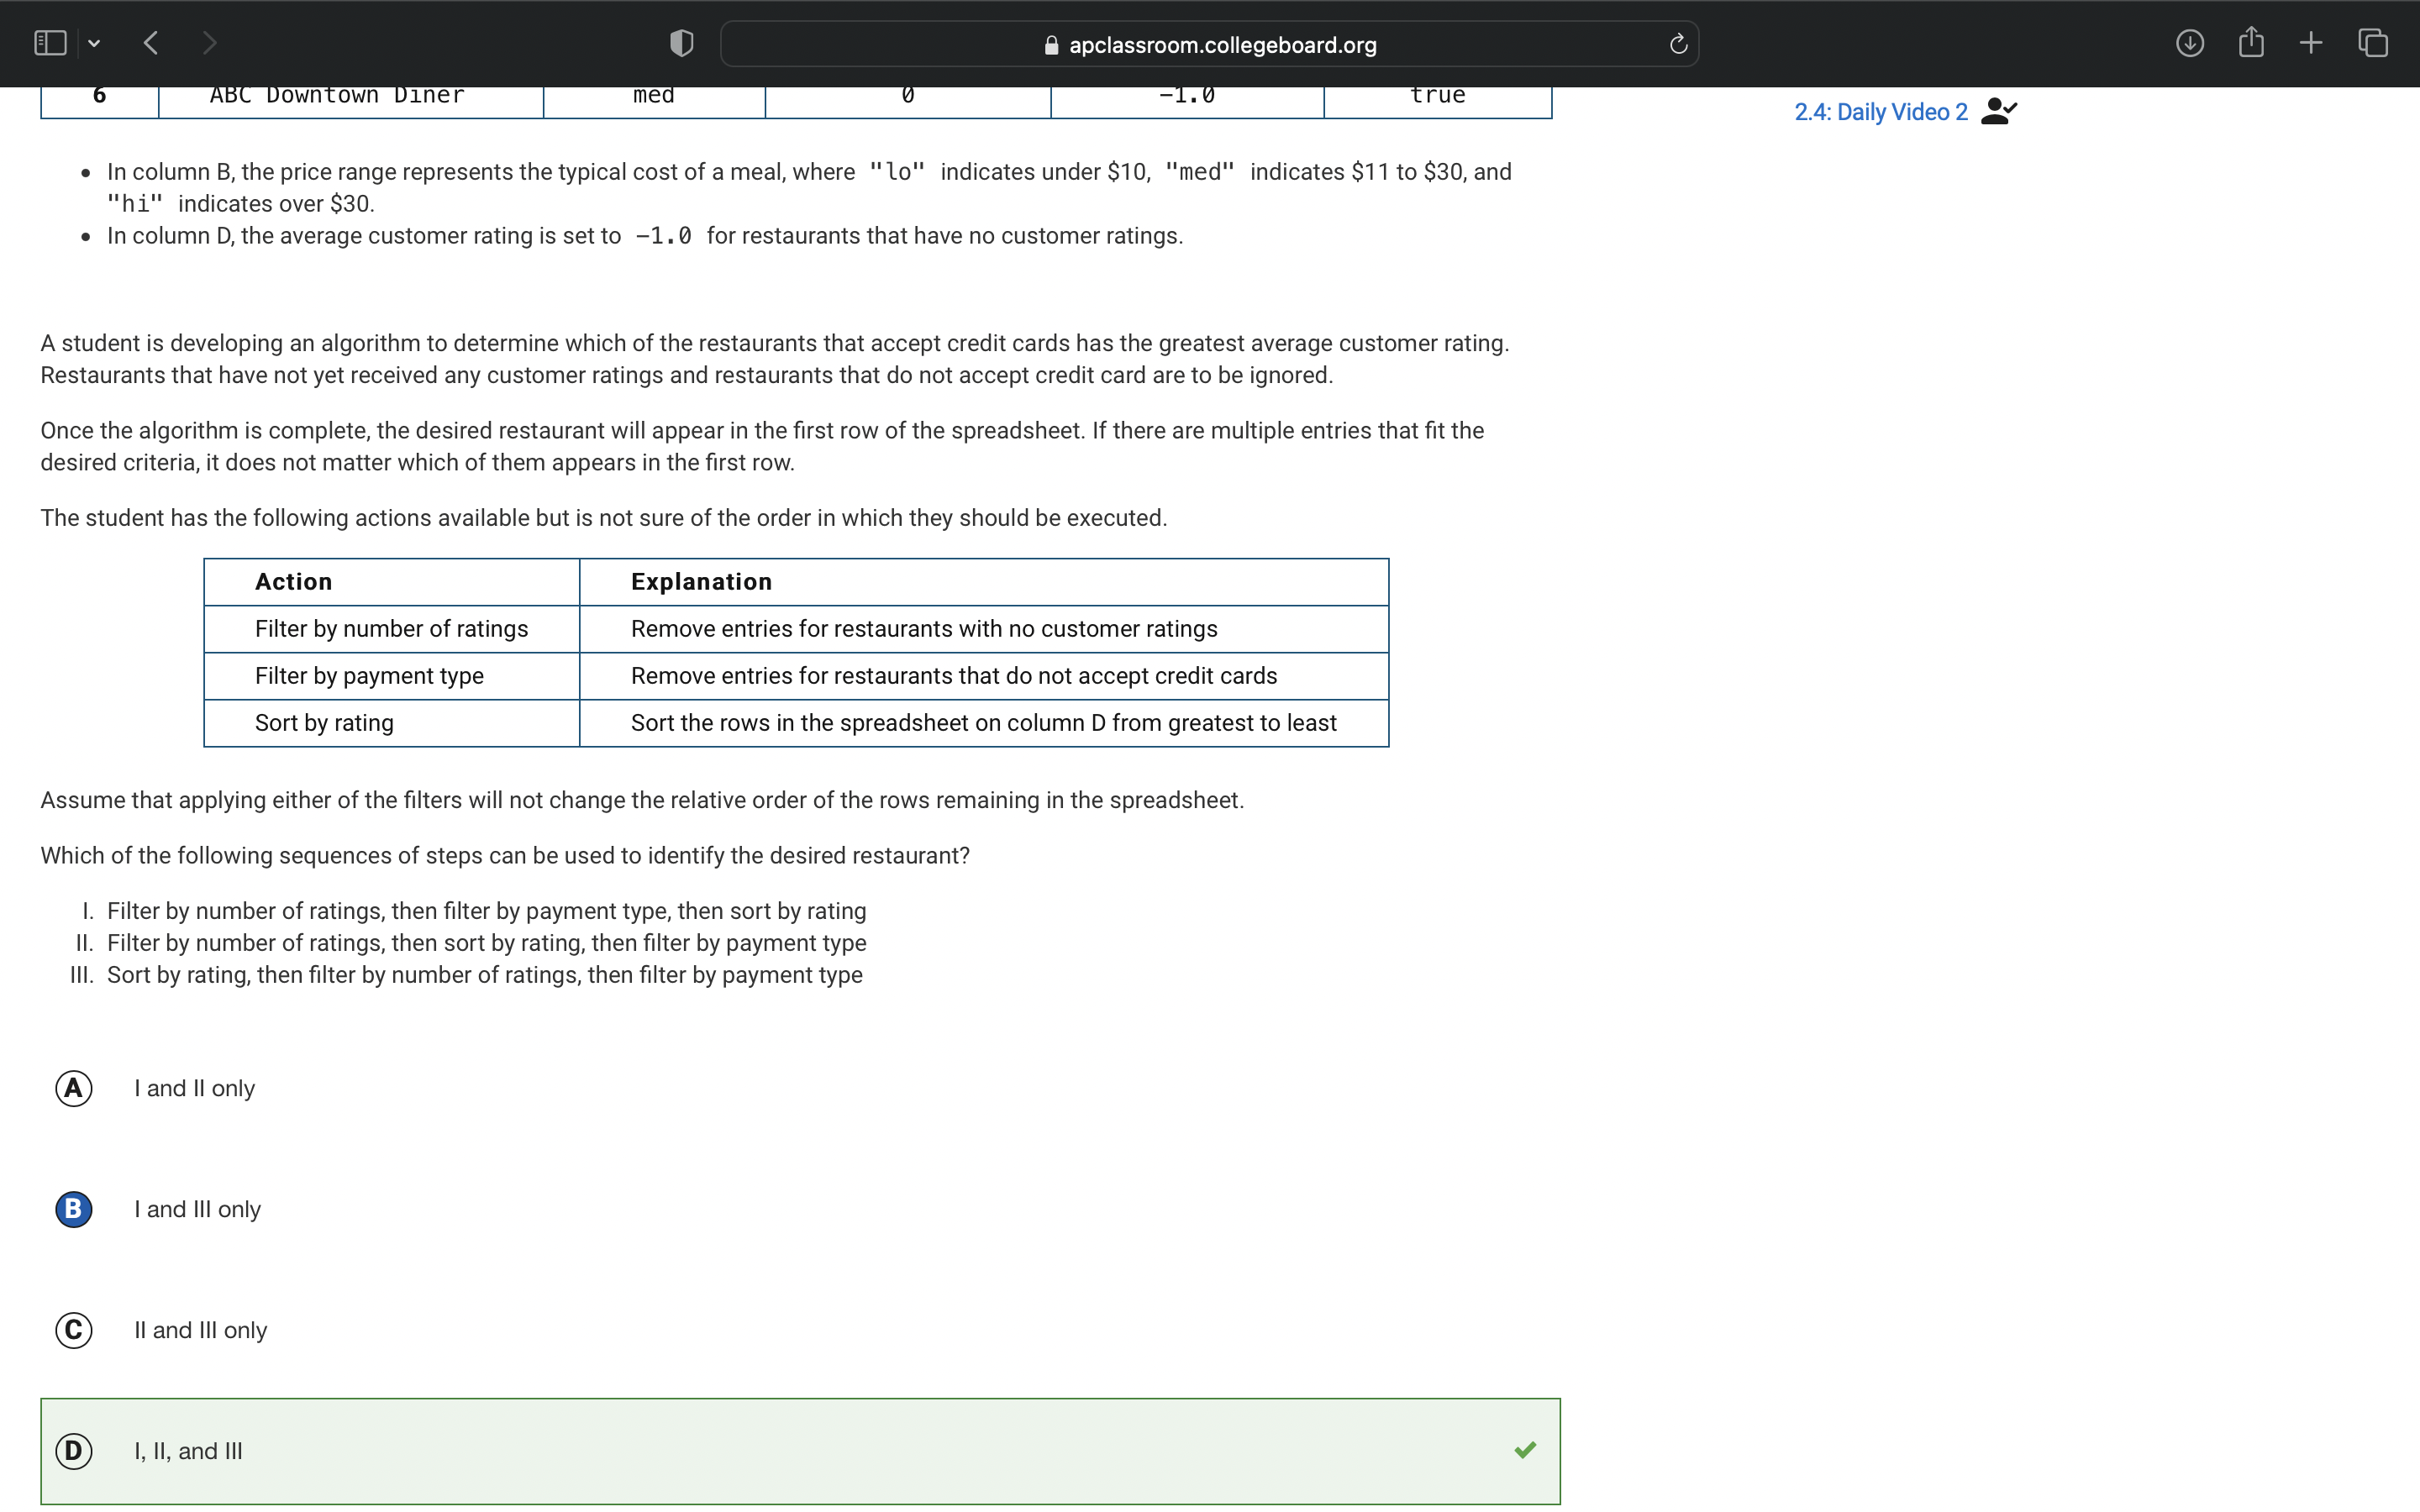 apclassroom.collegeboard.org
6 ABC Downtown Diner med 0 -1.0 true
2.4: Daily Video 2
• In column B, the price range represents the typical cost of a meal, where "lo" indicates under $10, "med" indicates $11 to $30, and
"hi" indicates over $30.
• In column D, the average customer rating is set to -1.0 for restaurants that have no customer ratings.
A student is developing an algorithm to determine which of the restaurants that accept credit cards has the greatest average customer rating.
Restaurants that have not yet received any customer ratings and restaurants that do not accept credit card are to be ignored.
Once the algorithm is complete, the desired restaurant will appear in the first row of the spreadsheet. If there are multiple entries that fit the
desired criteria, it does not matter which of them appears in the first row.
The student has the following actions available but is not sure of the order in which they should be executed.
Action Explanation
Filter by number of ratings Remove entries for restaurants with no customer ratings
Filter by payment type Remove entries for restaurants that do not accept credit cards
Sort by rating Sort the rows in the spreadsheet on column D from greatest to least
Assume that applying either of the filters will not change the relative order of the rows remaining in the spreadsheet.
Which of the following sequences of steps can be used to identify the desired restaurant?
I. Filter by number of ratings, then filter by payment type, then sort by rating
II. Filter by number of ratings, then sort by rating, then filter by payment type
III. Sort by rating, then filter by number of ratings, then filter by payment type
A I and II only
B I and III only
C II and III only
D I, II, and III